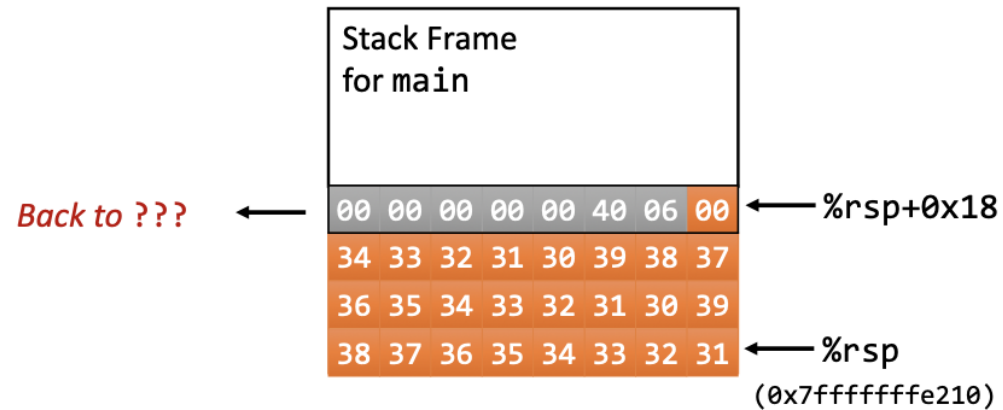 Stack Frame
for main
Back to ???
00 00 00 00 00 40 06 00
%rsp+0x18
34 33 32 31 30 39 38 37
36 35 34 33 32 31 30 39
38 37 36 35 34 33 32 31
%rsp
(0x7fffffffe210)